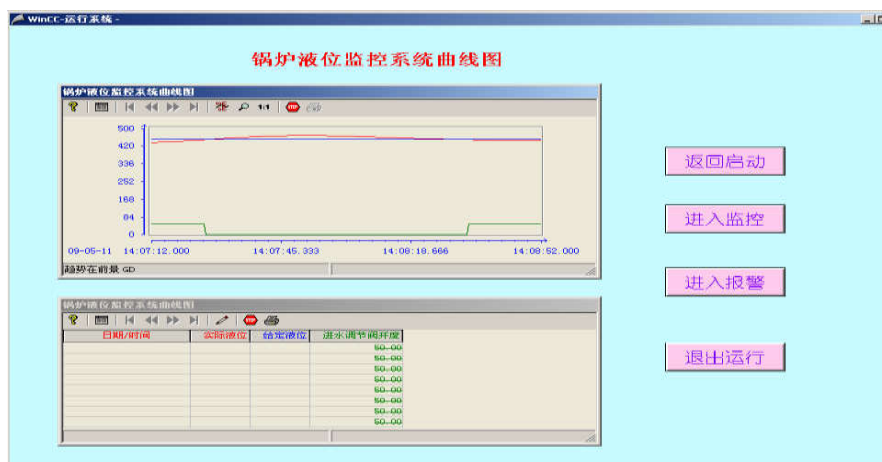 WinCC-运行系统 -
锅炉液位监控系统曲线图
锅炉液位监控系统曲线图
1:1
STOP
500
420
336
252
168
84
0
09-05-11 14:07:12.000 14:07:45.333 14:08:18.666 14:08:52.000
趋势在前景 GD
锅炉液位监控系统曲线图
STOP
日期/时间 实际液位 给定液位 进水调节阀开度
50.00
50.00
50.00
50.00
50.00
50.00
50.00
50.00
返回启动
进入监控
进入报警
退出运行